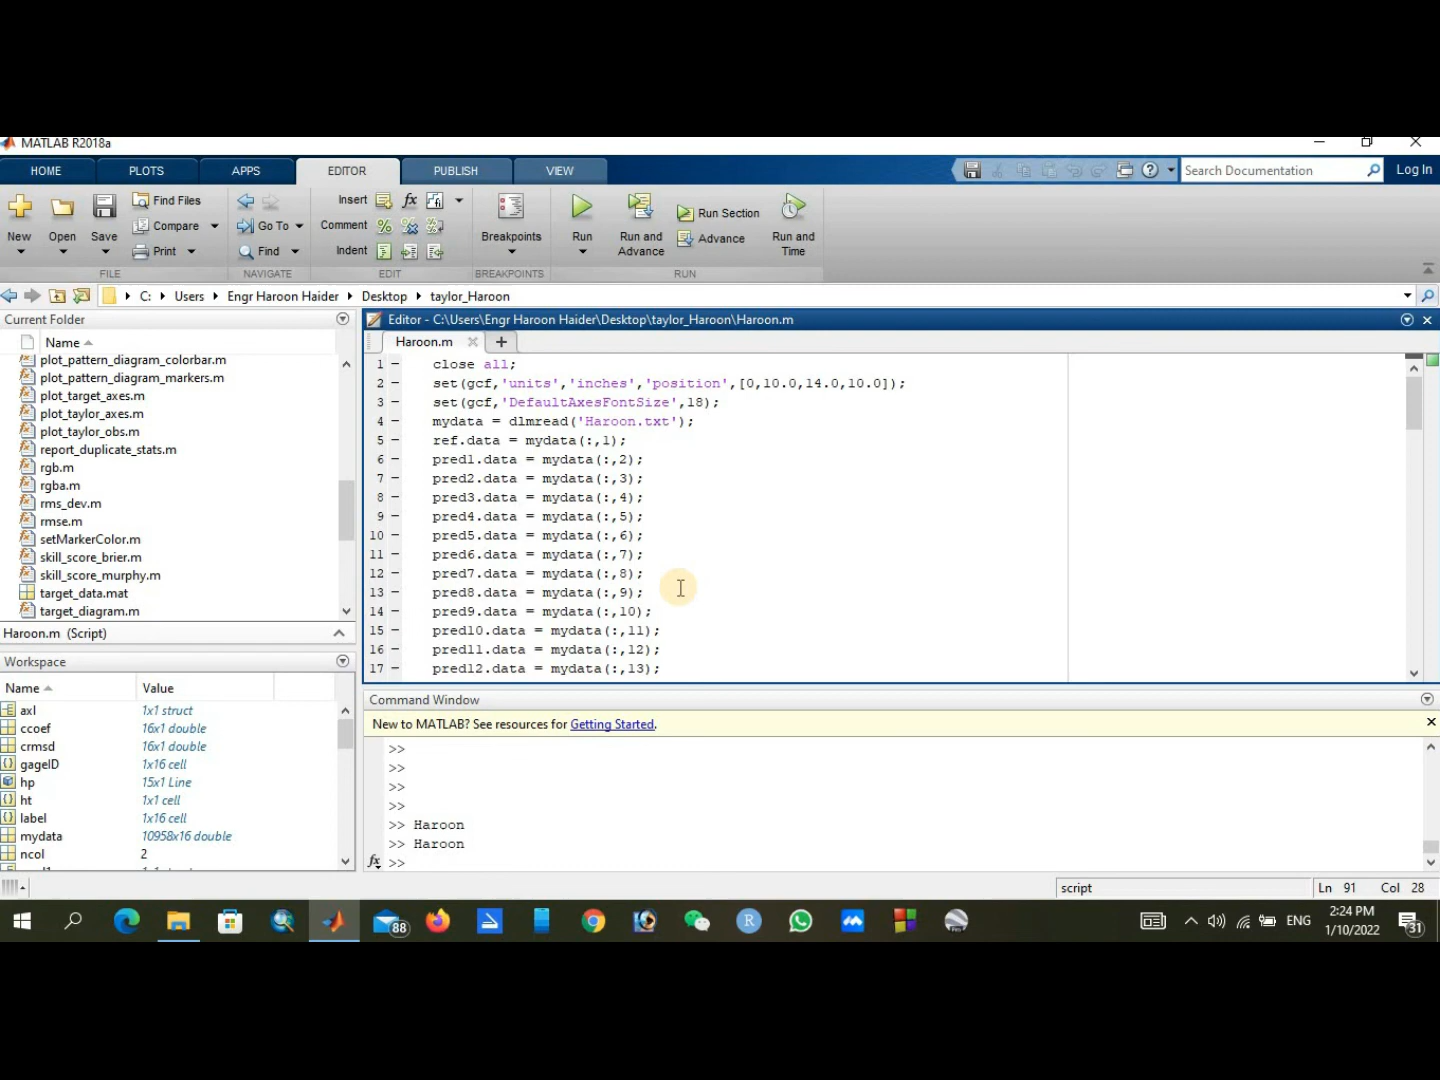 MATLAB R2018a
HOME PLOTS APPS EDITOR PUBLISH VIEW
Search Documentation
Log In
New
Open
Save
Find Files
Compare
Print
FILE
Go To
Find
NAVIGATE
Insert
Comment
Indent
EDIT
Breakpoints
BREAKPOINTS
Run
Run and Advance
Run Section
Advance
Run and Time
RUN
C: Users Engr Haroon Haider Desktop taylor_Haroon
Current Folder
Name
plot_pattern_diagram_colorbar.m
plot_pattern_diagram_markers.m
plot_target_axes.m
plot_taylor_axes.m
plot_taylor_obs.m
report_duplicate_stats.m
rgb.m
rgba.m
rms_dev.m
rmse.m
setMarkerColor.m
skill_score_brier.m
skill_score_murphy.m
target_data.mat
target_diagram.m
Haroon.m (Script)
Workspace
Name Value
axl 1x1 struct
ccoef 16x1 double
crmsd 16x1 double
gageID 1x16 cell
hp 15x1 Line
ht 1x1 cell
label 1x16 cell
mydata 10958x16 double
ncol 2
Editor - C:\Users\Engr Haroon Haider\Desktop\taylor_Haroon\Haroon.m
Haroon.m
1 - close all;
2 - set(gcf,'units','inches','position',[0,10.0,14.0,10.0]);
3 - set(gcf,'DefaultAxesFontSize',18);
4 - mydata = dlmread('Haroon.txt');
5 - ref.data = mydata(:,1);
6 - pred1.data = mydata(:,2);
7 - pred2.data = mydata(:,3);
8 - pred3.data = mydata(:,4);
9 - pred4.data = mydata(:,5);
10 - pred5.data = mydata(:,6);
11 - pred6.data = mydata(:,7);
12 - pred7.data = mydata(:,8);
13 - pred8.data = mydata(:,9);
14 - pred9.data = mydata(:,10);
15 - pred10.data = mydata(:,11);
16 - pred11.data = mydata(:,12);
17 - pred12.data = mydata(:,13);
Command Window
New to MATLAB? See resources for Getting Started.
>>
>>
>>
>>
>> Haroon
>> Haroon
fx >>
script
Ln 91 Col 28
88
R
ENG
2:24 PM
1/10/2022
31